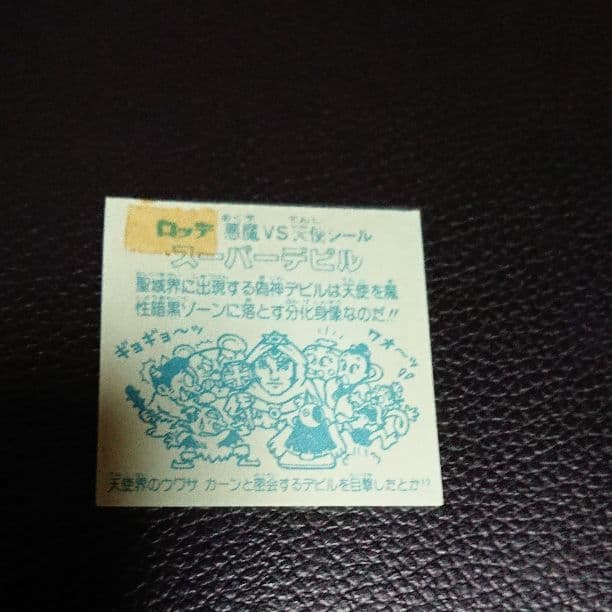 ロッテ 悪魔VS天使シール
スーパーデビル
聖域界に出現する偽神デビルは天使を魔
性暗黒ゾーンに落とす分化身像なのだ!!
ギョギョ〜ッ
ワオ〜ッ!!
天使界のウワサ カーンと密会するデビルを目撃したとか!?